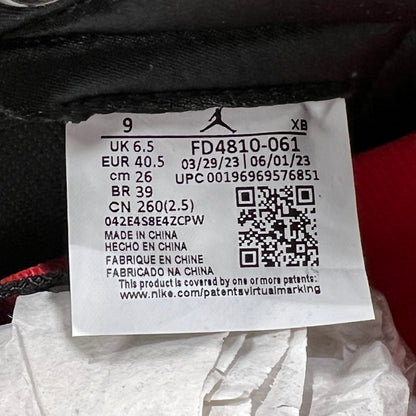 9 XB
UK 6.5 FD4810-061
EUR 40.5 03/29/23 | 06/01/23
cm 26 UPC 00196969576851
BR 39
CN 260(2.5)
042E4S8E4ZCPW
MADE IN CHINA
HECHO EN CHINA
FABRIQUE EN CHINE
FABRICADO NA CHINA
This product is covered by one or more patents:
www.nike.com/patentsvirtualmarking